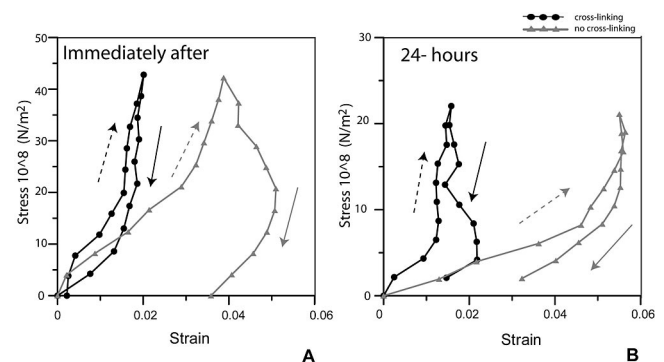 cross-linking
no cross-linking
Immediately after
24- hours
Stress 10^8 (N/m²)
50
40
30
20
10
0
0
0.02
0.04
0.06
Strain
A
Stress 10^8 (N/m²)
30
20
10
0
0
0.02
0.04
0.06
Strain
B